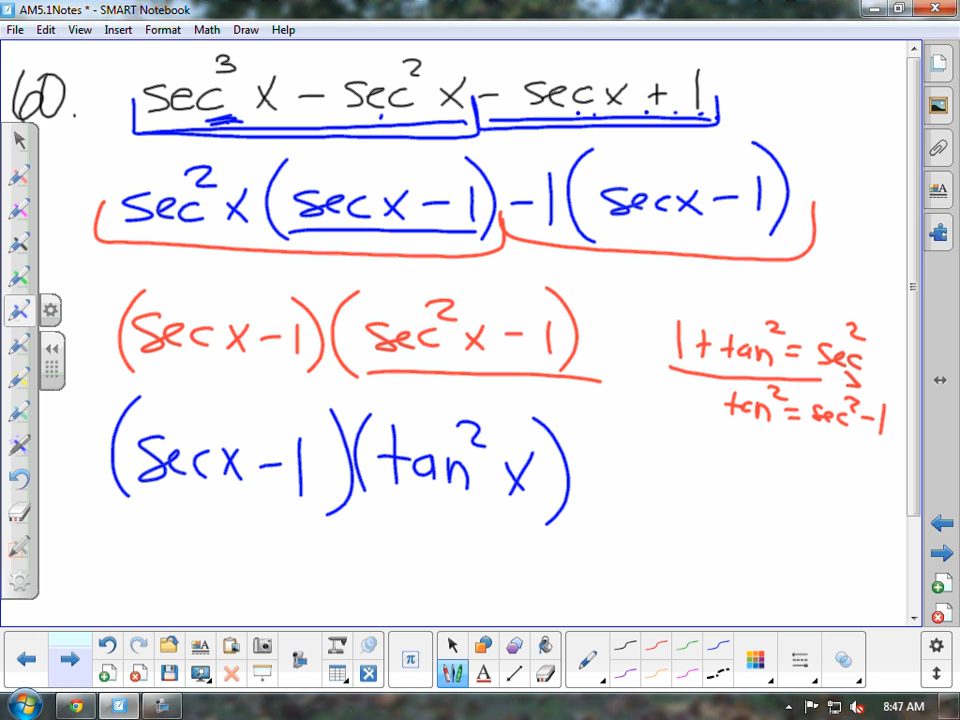 AM5.1Notes * - SMART Notebook
File Edit View Insert Format Math Draw Help
60. sec³x - sec²x - secx + 1
sec²x(secx - 1) - 1(secx - 1)
(secx - 1)(sec²x - 1)
1 + tan² = sec²
tan² = sec² - 1
(secx - 1)(tan²x)
π
A
8:47 AM